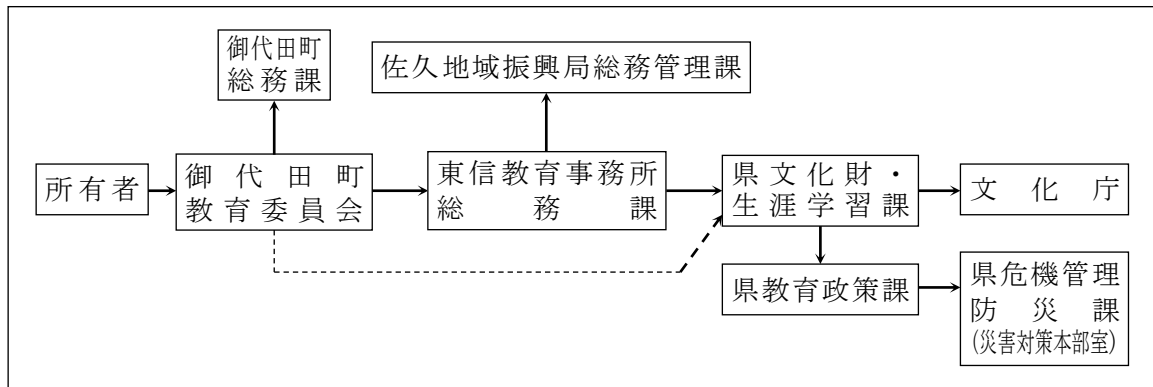 御代田町
総務課
佐久地域振興局総務管理課
所有者
御代田町
教育委員会
東信教育事務所
総務課
県文化財・
生涯学習課
文化庁
県教育政策課
県危機管理
防災課
(災害対策本部室)